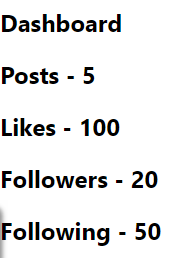 Dashboard
Posts - 5
Likes - 100
Followers - 20
Following - 50